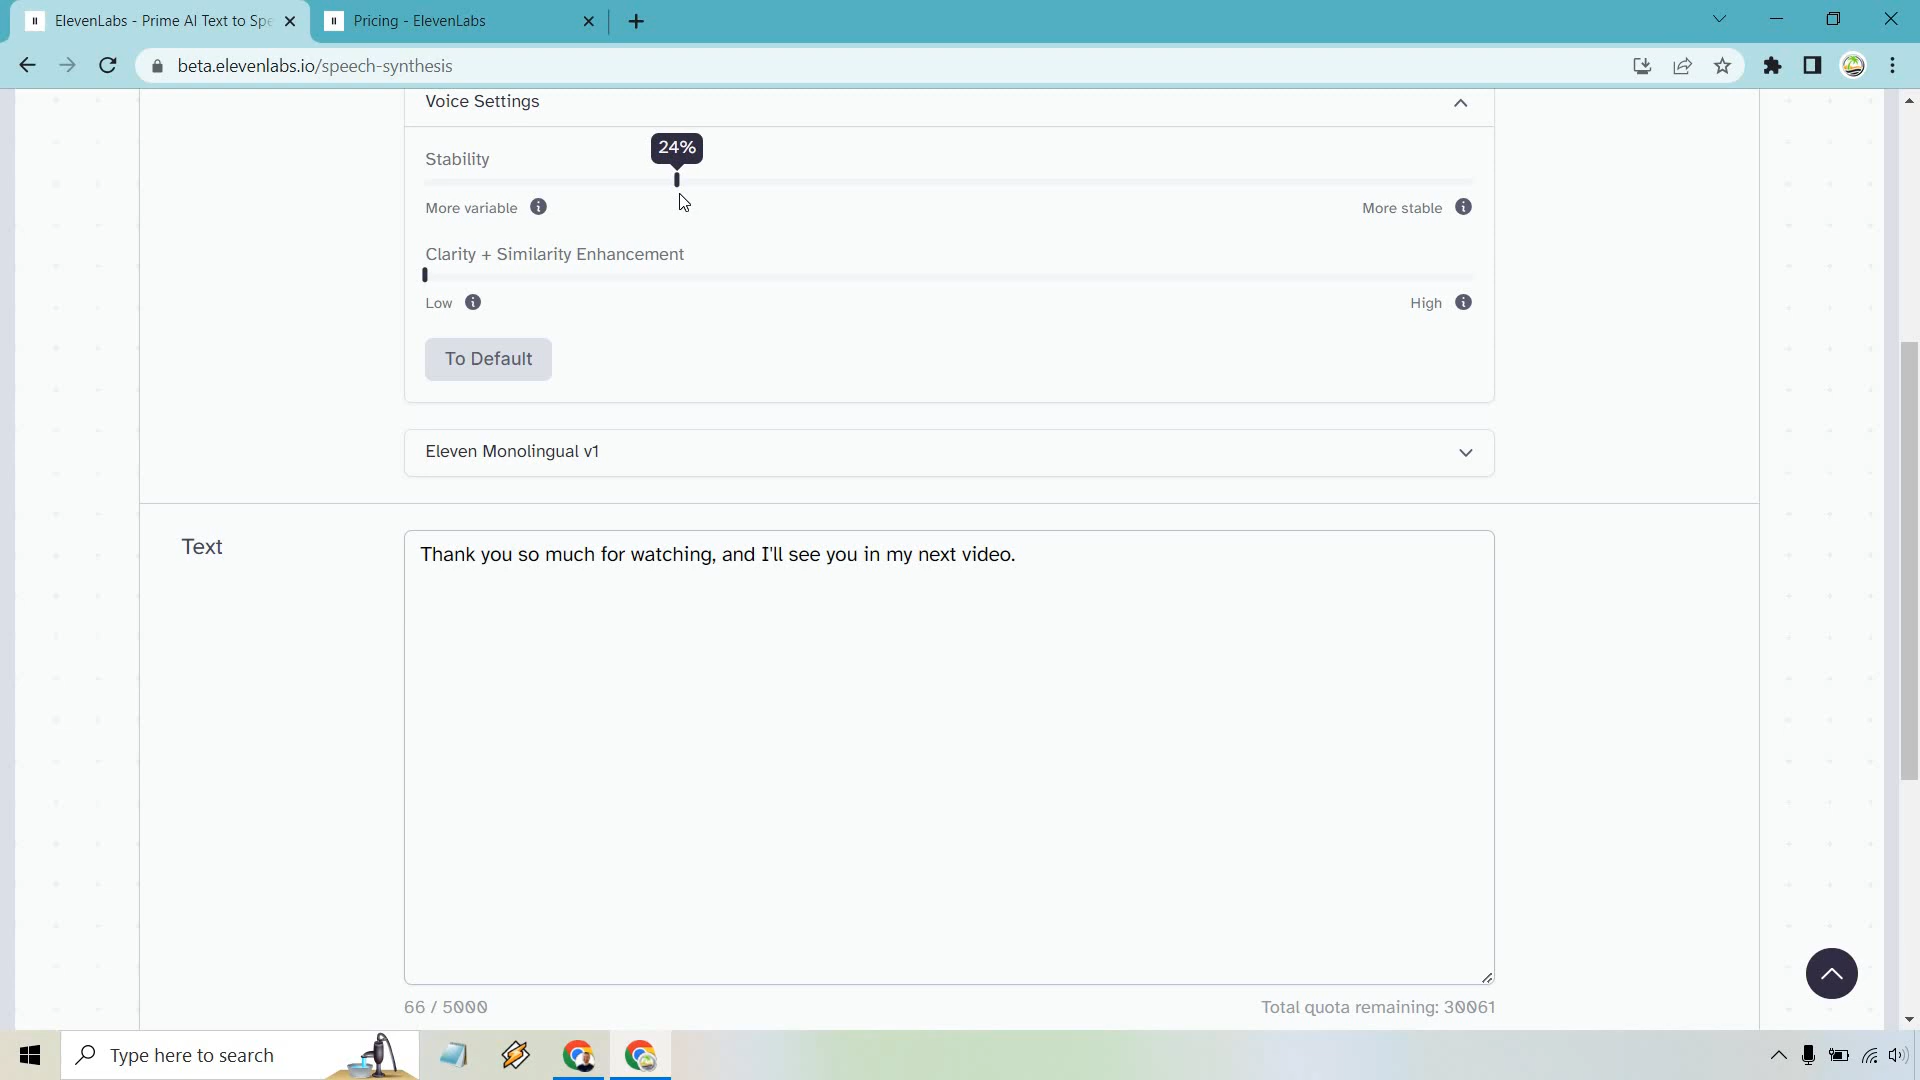 ElevenLabs - Prime AI Text to Spe
Pricing - ElevenLabs
beta.elevenlabs.io/speech-synthesis
Voice Settings
24%
Stability
More variable
More stable
Clarity + Similarity Enhancement
Low
High
To Default
Eleven Monolingual v1
Text
Thank you so much for watching, and I'll see you in my next video.
66 / 5000
Total quota remaining: 30061
Type here to search